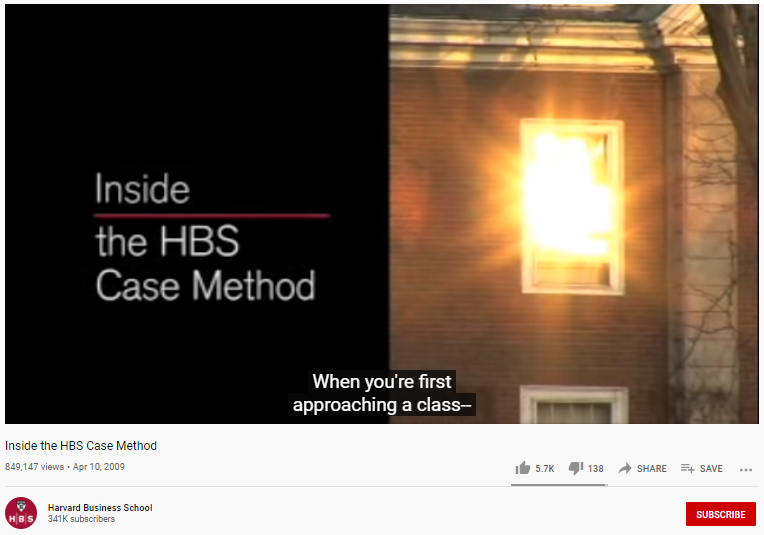 Inside
the HBS
Case Method
When you're first
approaching a class--
Inside the HBS Case Method
849,147 views • Apr 10, 2009
5.7K 138 SHARE SAVE
HBS
Harvard Business School
341K subscribers
SUBSCRIBE